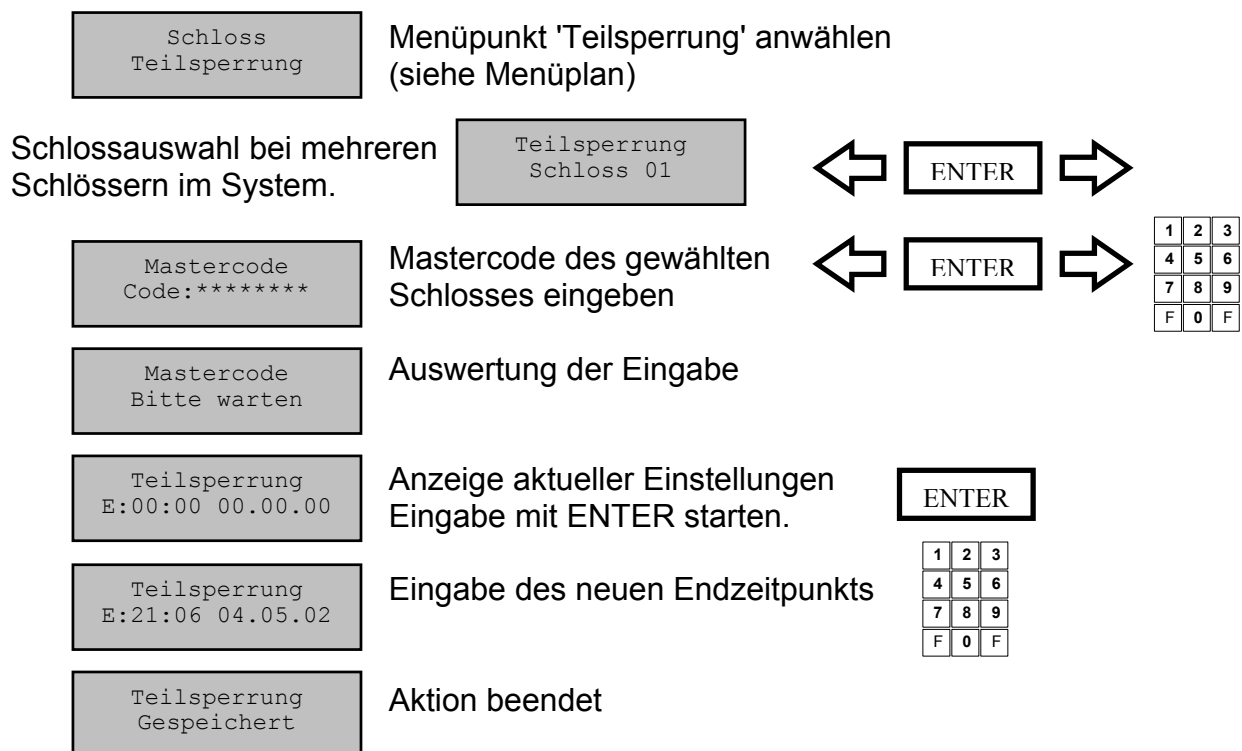 Schloss
Teilsperrung
Menüpunkt 'Teilsperrung' anwählen
(siehe Menüplan)
Schlossauswahl bei mehreren
Schlössern im System.
Teilsperrung
Schloss 01
ENTER
Mastercode
Code:********
Mastercode des gewählten
Schlosses eingeben
ENTER
1 2 3
4 5 6
7 8 9
F 0 F
Mastercode
Bitte warten
Auswertung der Eingabe
Teilsperrung
E:00:00 00.00.00
Anzeige aktueller Einstellungen
Eingabe mit ENTER starten.
ENTER
Teilsperrung
E:21:06 04.05.02
Eingabe des neuen Endzeitpunkts
1 2 3
4 5 6
7 8 9
F 0 F
Teilsperrung
Gespeichert
Aktion beendet